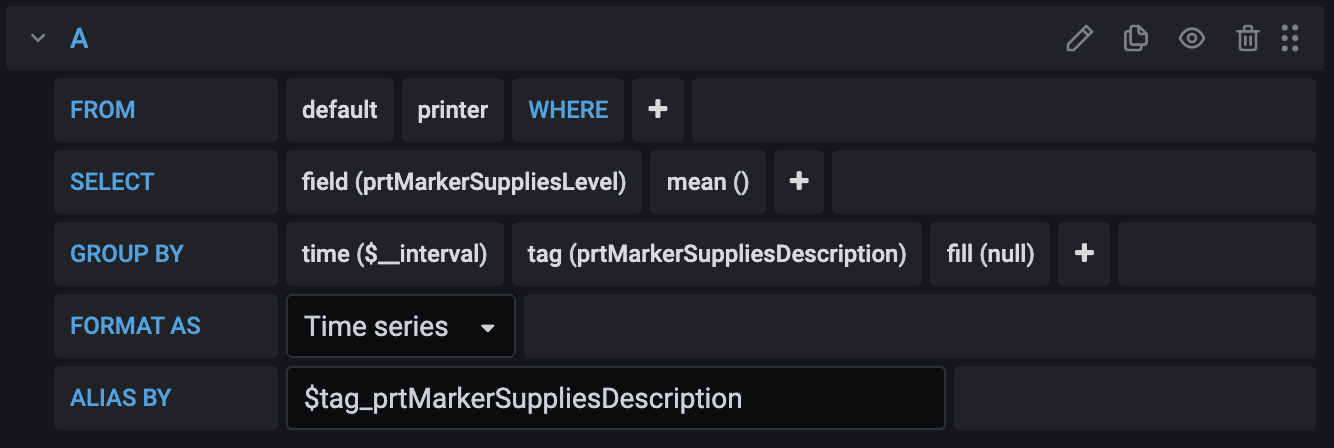 A
FROM default printer WHERE +
SELECT field (prtMarkerSuppliesLevel) mean () +
GROUP BY time ($__interval) tag (prtMarkerSuppliesDescription) fill (null) +
FORMAT AS Time series
ALIAS BY $tag_prtMarkerSuppliesDescription